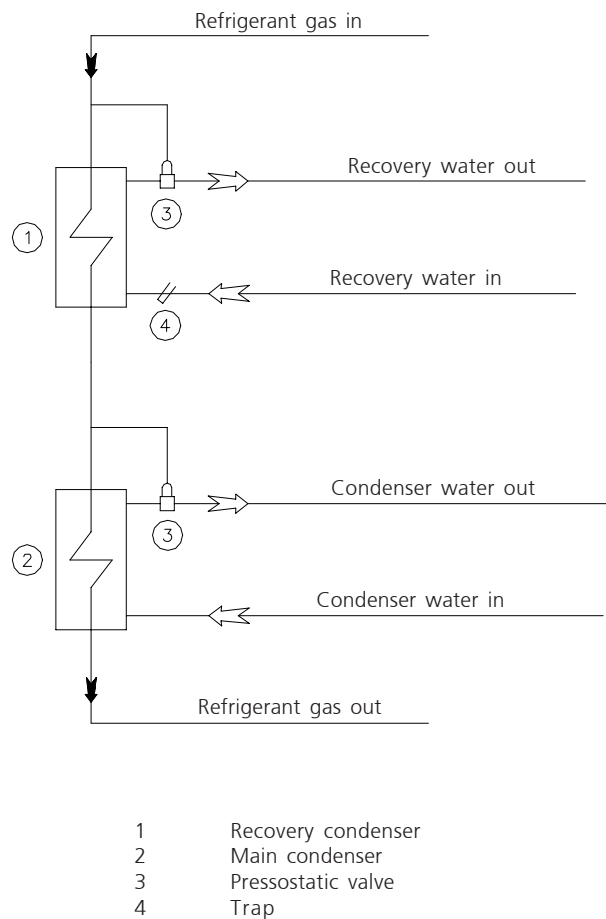 Refrigerant gas in
Recovery water out
3
1
Recovery water in
4
Condenser water out
3
2
Condenser water in
Refrigerant gas out
1 Recovery condenser
2 Main condenser
3 Pressostatic valve
4 Trap